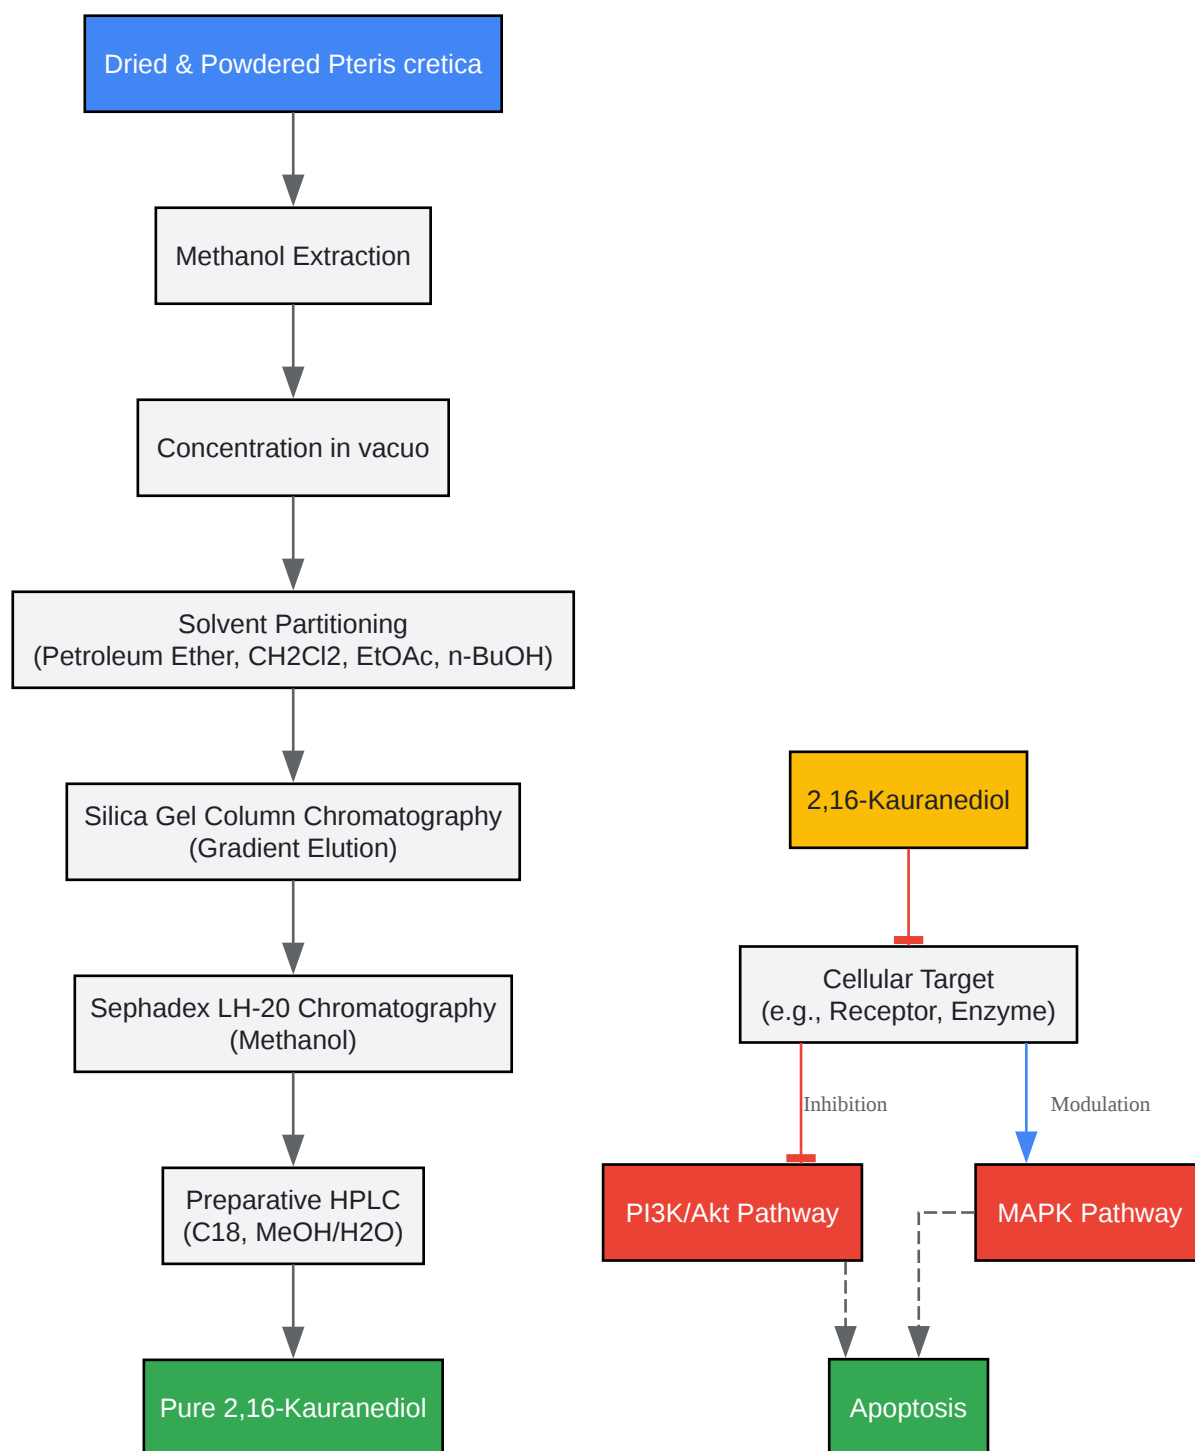 Dried & Powdered Pteris cretica
Methanol Extraction
Concentration in vacuo
Solvent Partitioning
(Petroleum Ether, CH2Cl2, EtOAc, n-BuOH)
Silica Gel Column Chromatography
(Gradient Elution)
Sephadex LH-20 Chromatography
(Methanol)
Preparative HPLC
(C18, MeOH/H2O)
Pure 2,16-Kauranediol
2,16-Kauranediol
Cellular Target
(e.g., Receptor, Enzyme)
Inhibition
Modulation
PI3K/Akt Pathway
MAPK Pathway
Apoptosis